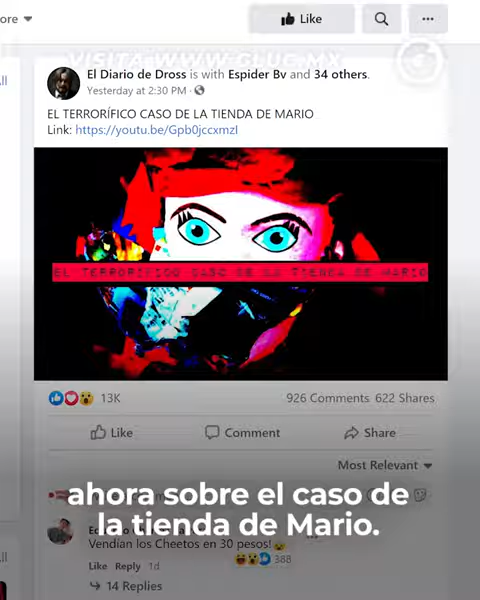 ore
Like
VISITA WWW.GLUC.MX
El Diario de Dross is with Espider Bv and 34 others.
Yesterday at 2:30 PM ·
EL TERRORÍFICO CASO DE LA TIENDA DE MARIO
Link: https://youtu.be/Gpb0jccxmzI
EL TERRORIFICO CASO DE LA TIENDA DE MARIO
13K
926 Comments 622 Shares
Like
Comment
Share
Most Relevant
ahora sobre el caso de
la tienda de Mario.
Vendían los Cheetos en 30 pesos!
Like Reply 1d
388
14 Replies